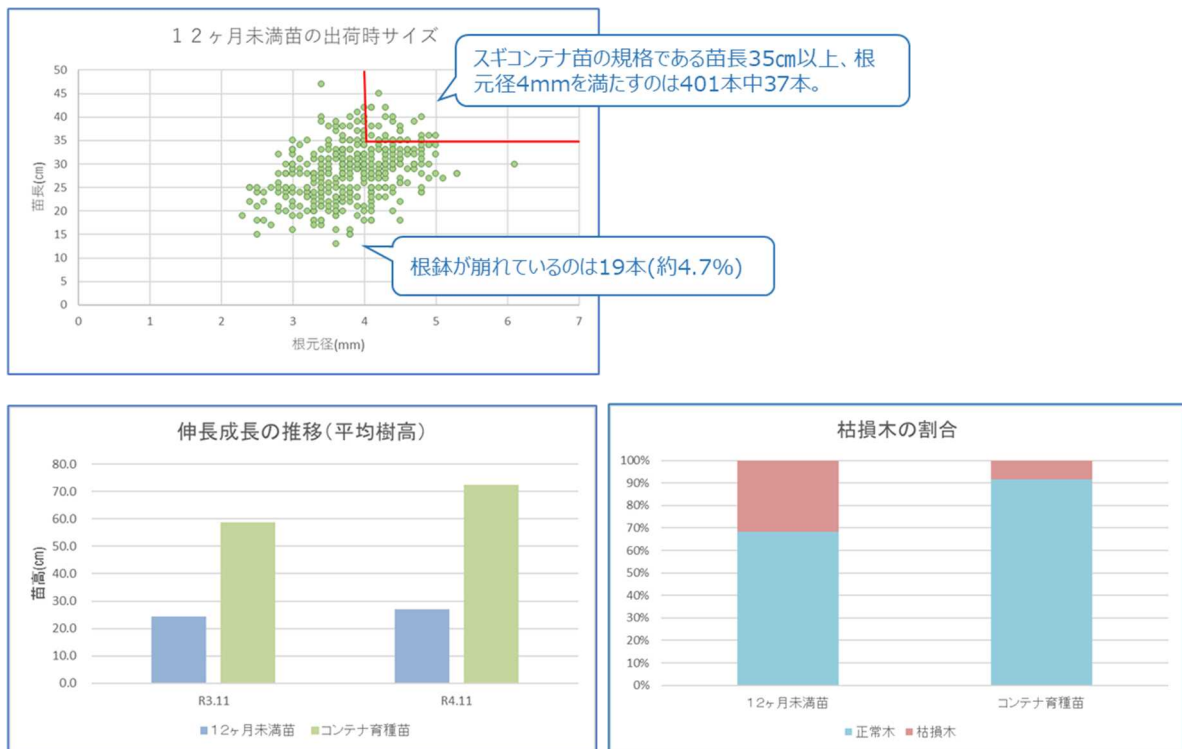 １２ヶ月未満苗の出荷時サイズ
スギコンテナ苗の規格である苗長35㎝以上、根
元径4mmを満たすのは401本中37本。
50
45
40
35
30
25
20
15
10
5
0
苗長(cm)
根鉢が崩れているのは19本(約4.7%)
0 1 2 3 4 5 6 7
根元径(mm)
伸長成長の推移（平均樹高）
80.0
70.0
60.0
50.0
40.0
30.0
20.0
10.0
0.0
苗高(㎝)
R3.11 R4.11
１２ヶ月未満苗 コンテナ育種苗
枯損木の割合
100%
90%
80%
70%
60%
50%
40%
30%
20%
10%
0%
１２ヶ月未満苗 コンテナ育種苗
正常木 枯損木